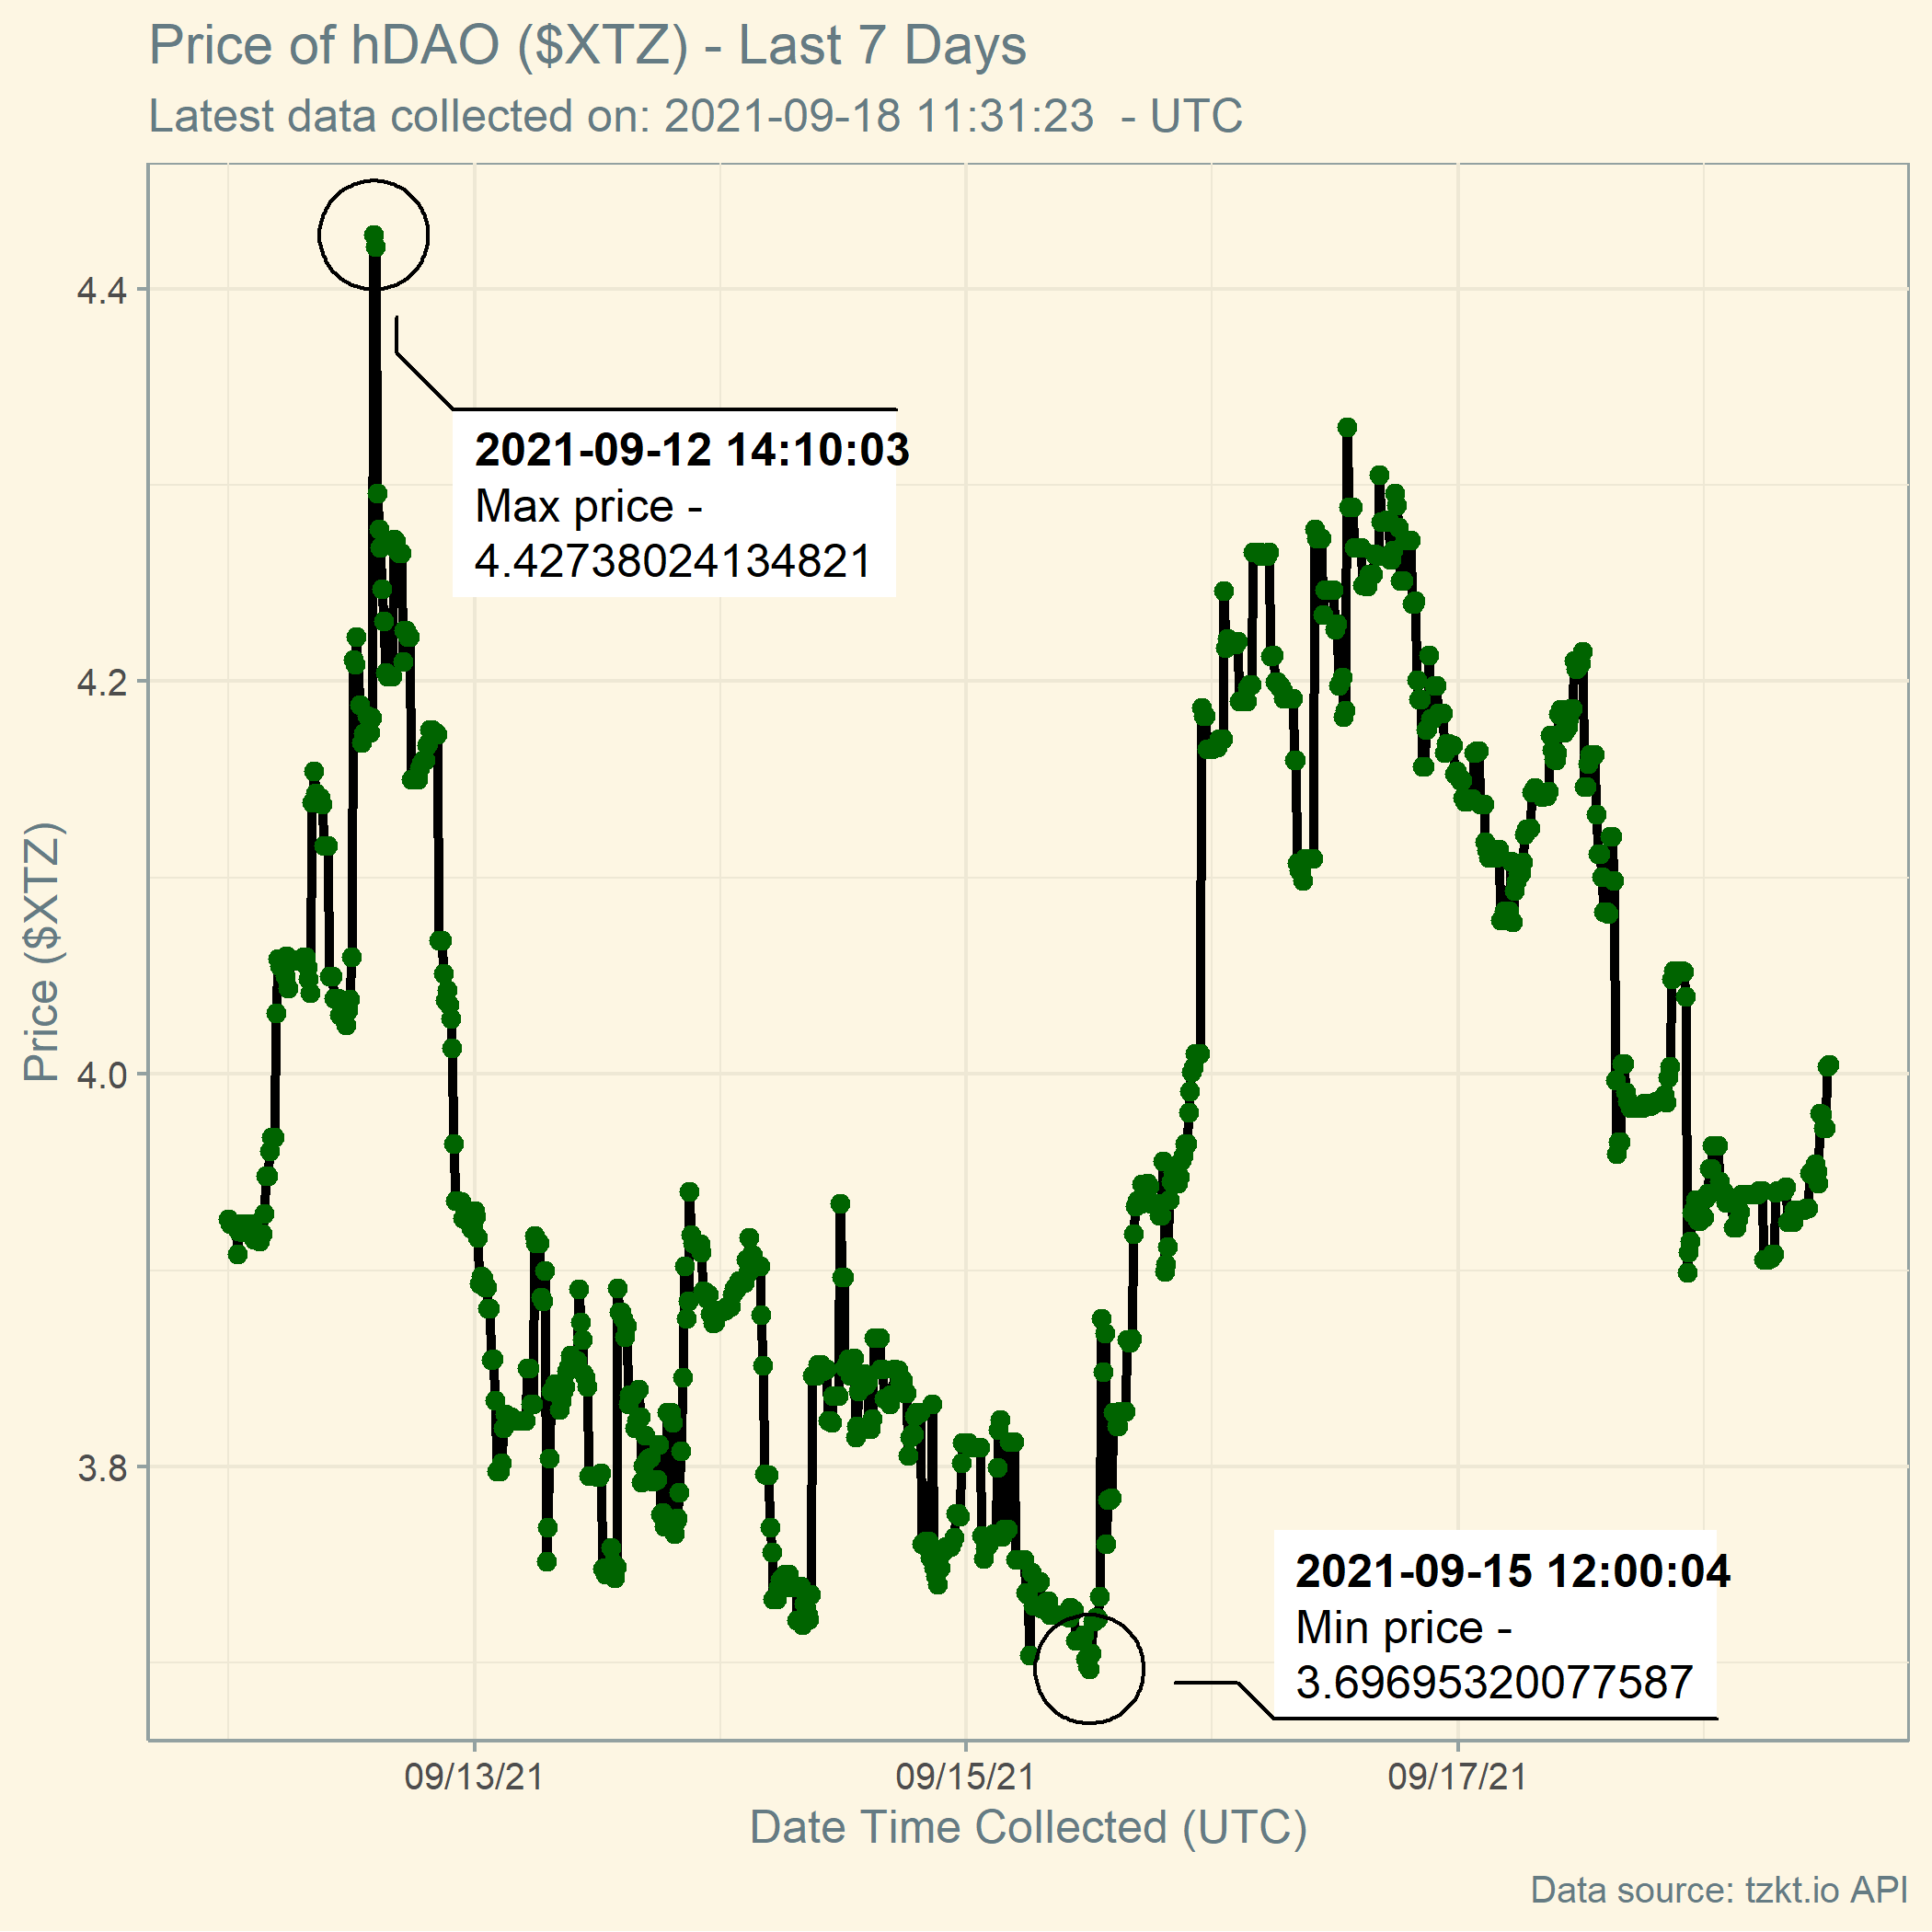 Price of hDAO ($XTZ) - Last 7 Days
Latest data collected on: 2021-09-18 11:31:23  - UTC
4.4
2021-09-12 14:10:03
Max price -
4.42738024134821
4.2
Price ($XTZ)
4.0
3.8
2021-09-15 12:00:04
Min price -
3.69695320077587
09/13/21
09/15/21
09/17/21
Date Time Collected (UTC)
Data source: tzkt.io API